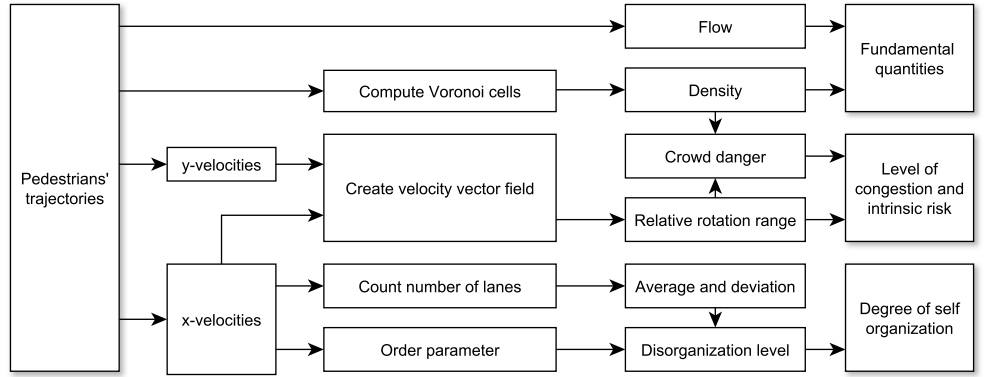 Pedestrians'
trajectories
y-velocities
x-velocities
Compute Voronoi cells
Create velocity vector field
Count number of lanes
Order parameter
Flow
Density
Crowd danger
Relative rotation range
Average and deviation
Disorganization level
Fundamental
quantities
Level of
congestion and
intrinsic risk
Degree of self
organization